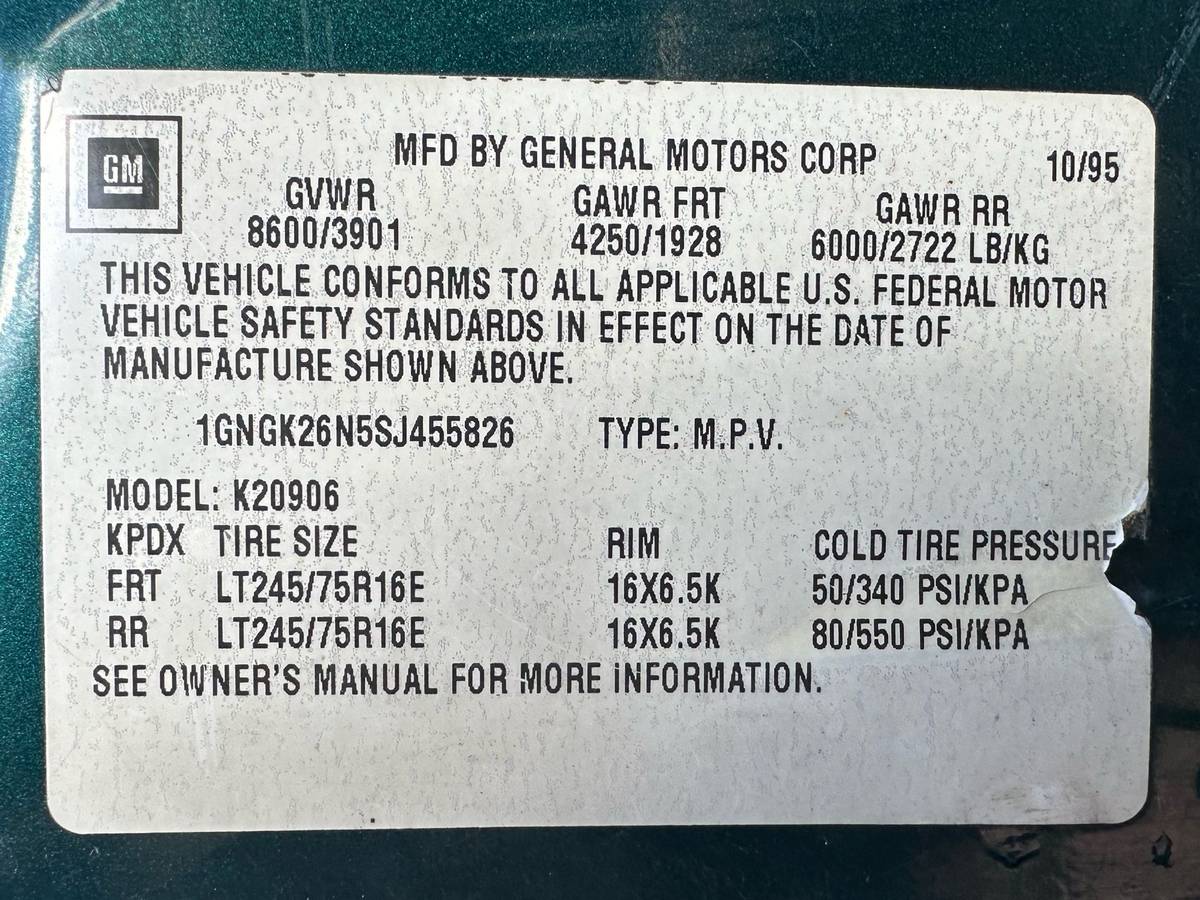 GM
MFD BY GENERAL MOTORS CORP 10/95
GVWR GAWR FRT GAWR RR
8600/3901 4250/1928 6000/2722 LB/KG
THIS VEHICLE CONFORMS TO ALL APPLICABLE U.S. FEDERAL MOTOR
VEHICLE SAFETY STANDARDS IN EFFECT ON THE DATE OF
MANUFACTURE SHOWN ABOVE.
1GNGK26N5SJ455826 TYPE: M.P.V.
MODEL: K20906
KPDX TIRE SIZE RIM COLD TIRE PRESSURE
FRT LT245/75R16E 16X6.5K 50/340 PSI/KPA
RR LT245/75R16E 16X6.5K 80/550 PSI/KPA
SEE OWNER'S MANUAL FOR MORE INFORMATION.